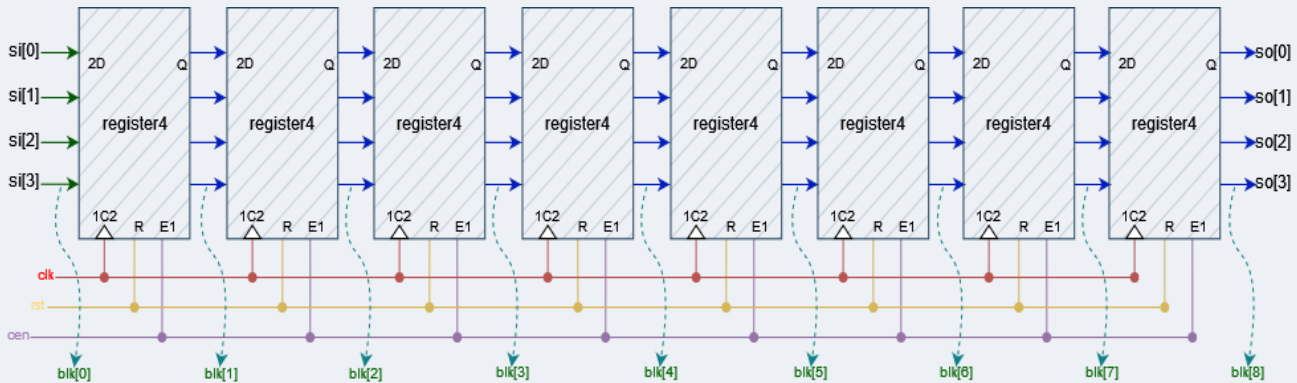 si[0] so[0]
2D Q 2D Q 2D Q 2D Q 2D Q 2D Q 2D Q 2D Q
si[1] so[1]
register4 register4 register4 register4 register4 register4 register4 register4
si[2] so[2]
si[3] so[3]
1C2 R E1 1C2 R E1 1C2 R E1 1C2 R E1 1C2 R E1 1C2 R E1 1C2 R E1 1C2 R E1
clk
rst
cen
blk[0] blk[1] blk[2] blk[3] blk[4] blk[5] blk[6] blk[7] blk[8]